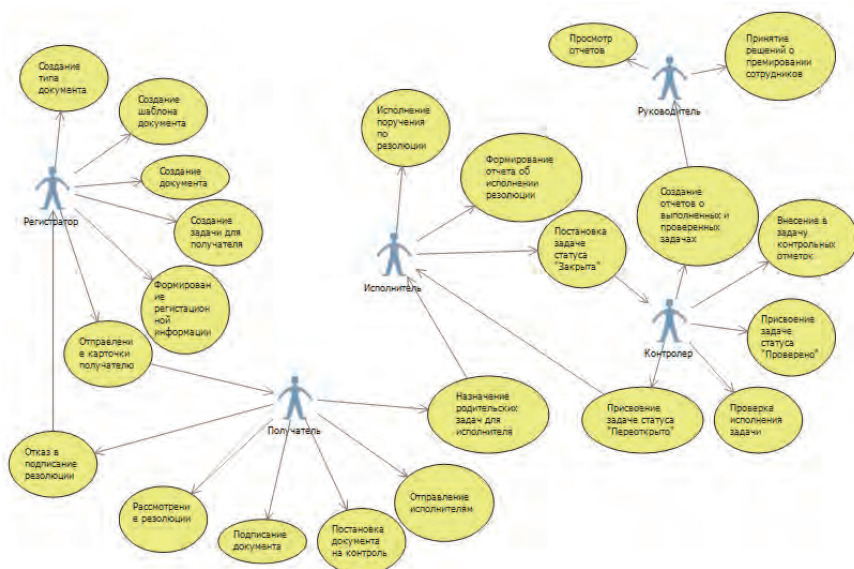 Просмотр
отчетов
Принятие
решений о
премировании
сотрудников
Руководитель
Создание
типа
документа
Создание
шаблона
документа
Создание
документа
Регистратор
Создание
задачи для
получателя
Формирован
ие
регистацион
ной
информации
Отправлени
е карточки
получателю
Исполнение
поручения
по
резолюции
Формирование
отчета об
исполнении
резолюции
Постановка
задаче
статуса
"Закрыта"
Исполнитель
Создание
отчетов о
выполненных и
проверенных
задачах
Внесение в
задачу
контрольных
отметок
Присвоение
задаче
статуса
"Проверено"
Контролер
Присвоение
задаче статуса
"Переоткрыто"
Проверка
исполнения
задачи
Получатель
Назначение
родительских
задач для
исполнителя
Отказ в
подписание
резолюции
Рассмотрени
е резолюции
Подписание
документа
Постановка
документа
на контроль
Отправление
исполнителям